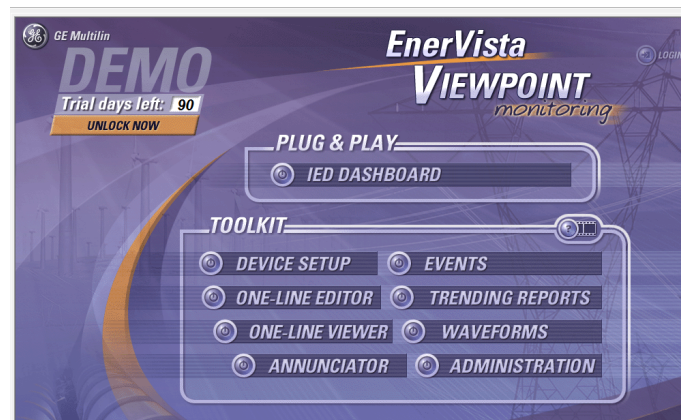 GE Multilin
DEMO
Trial days left: 90
UNLOCK NOW
EnerVista
VIEWPOINT
monitoring
LOGIN
PLUG & PLAY
IED DASHBOARD
TOOLKIT
?
DEVICE SETUP
EVENTS
ONE-LINE EDITOR
TRENDING REPORTS
ONE-LINE VIEWER
WAVEFORMS
ANNUNCIATOR
ADMINISTRATION